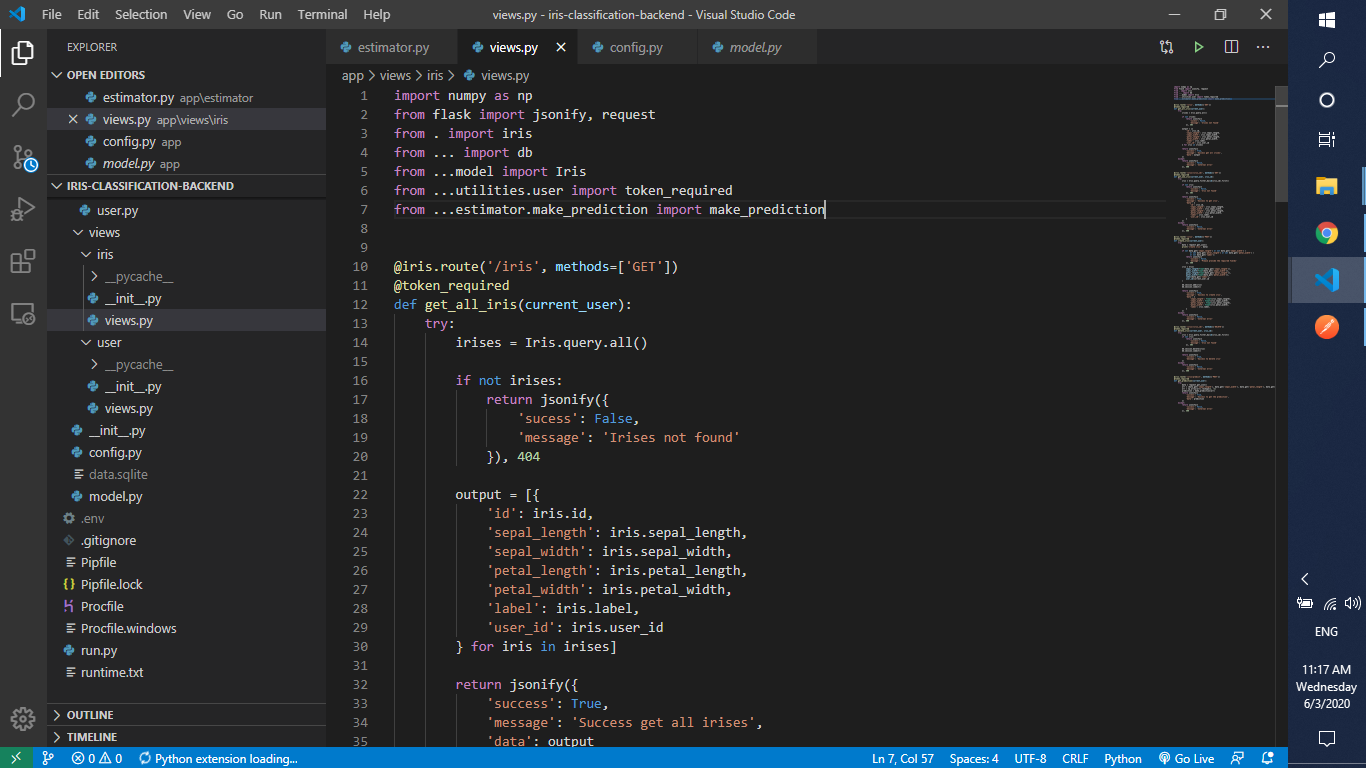 File Edit Selection View Go Run Terminal Help
views.py - iris-classification-backend - Visual Studio Code
EXPLORER
OPEN EDITORS
estimator.py app\estimator
views.py app\views\iris
config.py app
model.py app
IRIS-CLASSIFICATION-BACKEND
user.py
views
iris
__pycache__
__init__.py
views.py
user
__pycache__
__init__.py
views.py
__init__.py
config.py
data.sqlite
model.py
.env
.gitignore
Pipfile
Pipfile.lock
Procfile
Procfile.windows
run.py
runtime.txt
OUTLINE
TIMELINE
estimator.py views.py config.py model.py
app > views > iris > views.py
1 import numpy as np
2 from flask import jsonify, request
3 from . import iris
4 from ... import db
5 from ...model import Iris
6 from ...utilities.user import token_required
7 from ...estimator.make_prediction import make_prediction
8
9
10 @iris.route('/iris', methods=['GET'])
11 @token_required
12 def get_all_iris(current_user):
13 try:
14 irises = Iris.query.all()
15
16 if not irises:
17 return jsonify({
18 'sucess': False,
19 'message': 'Irises not found'
20 }), 404
21
22 output = [{
23 'id': iris.id,
24 'sepal_length': iris.sepal_length,
25 'sepal_width': iris.sepal_width,
26 'petal_length': iris.petal_length,
27 'petal_width': iris.petal_width,
28 'label': iris.label,
29 'user_id': iris.user_id
30 } for iris in irises]
31
32 return jsonify({
33 'success': True,
34 'message': 'Success get all irises',
35 'data': output
0 0 Python extension loading...
Ln 7, Col 57 Spaces: 4 UTF-8 CRLF Python Go Live
ENG
11:17 AM
Wednesday
6/3/2020